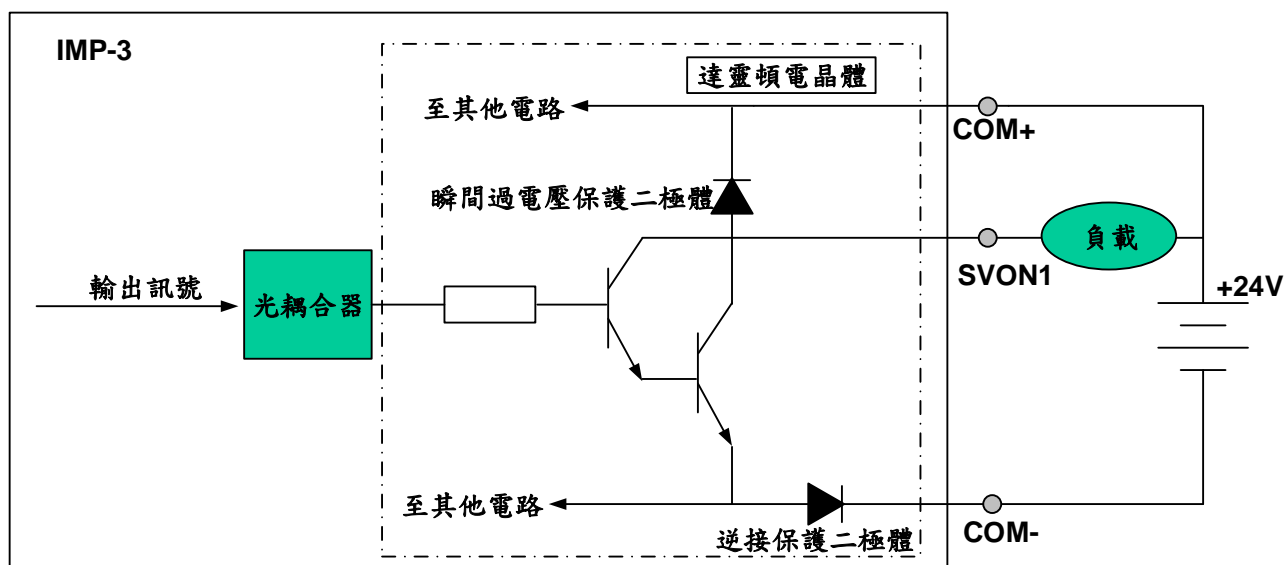 IMP-3
達靈頓電晶體
至其他電路
COM+
瞬間過電壓保護二極體
負載
SVON1
輸出訊號
光耦合器
+24V
至其他電路
逆接保護二極體
COM-